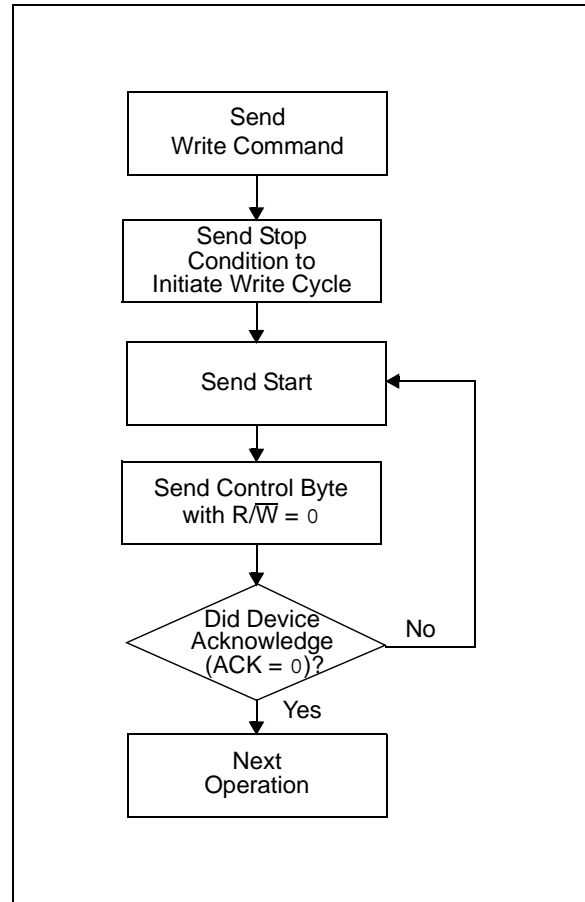 Send
Write Command
Send Stop
Condition to
Initiate Write Cycle
Send Start
Send Control Byte
with R/W̅ = 0
Did Device
Acknowledge
(ACK = 0)?
No
Yes
Next
Operation